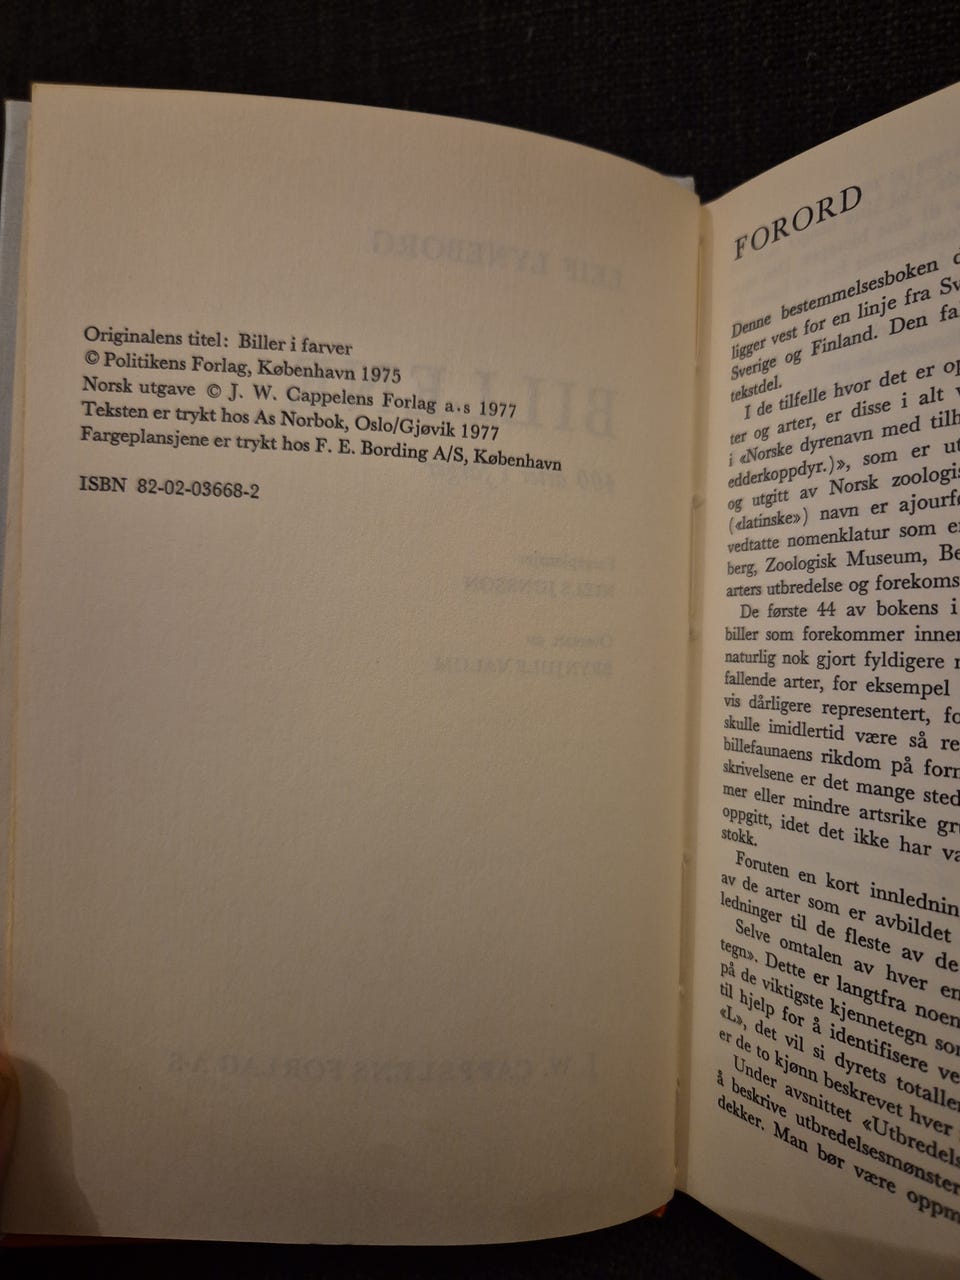 Originalens titel: Biller i farver
© Politikens Forlag, København 1975
Norsk utgave © J. W. Cappelens Forlag a.s 1977
Teksten er trykt hos As Norbok, Oslo/Gjøvik 1977
Fargeplansjene er trykt hos F. E. Bording A/S, København
ISBN 82-02-03668-2
FORORD
Denne bestemmelsesboken
ligger vest for en linje fra
Sverige og Finland. Den
tekstdel.
I de tilfelle hvor det er
ter og arter, er disse i alt
i «Norske dyrenavn med
edderkoppdyr.)», som er
og utgitt av Norsk
(«latinske») navn er
vedtatte nomenklatur som
berg, Zoologisk Museum,
arters utbredelse og
De første 44 av bokens i
biller som forekommer
naturlig nok gjort fyldigere
fallende arter, for eksempel
vis dårligere representert,
skulle imidlertid være så
billefaunaens rikdom på
skrivelsene er det mange
mer eller mindre artsrike
oppgitt, idet det ikke har
stokk.
Foruten en kort
av de arter som er avbildet
ledninger til de fleste av
Selve omtalen av hver
tegn». Dette er langtfra
på de viktigste kjennetegn
til hjelp for å identifisere
«L», det vil si dyrets
er de to kjønn beskrevet hver
Under avsnittet
å beskrive utbredelsesmønster
dekker. Man bør være